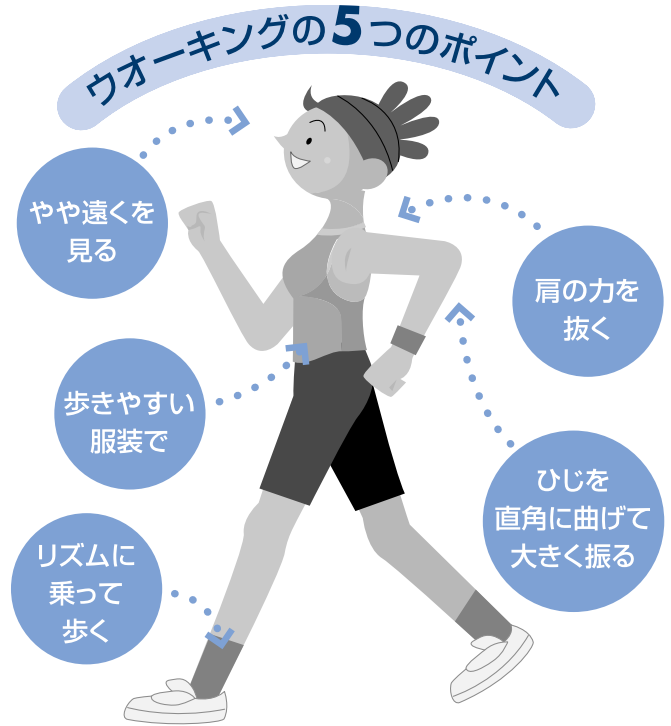 ウオーキングの5つのポイント
やや遠くを
見る
肩の力を
抜く
歩きやすい
服装で
ひじを
直角に曲げて
大きく振る
リズムに
乗って
歩く